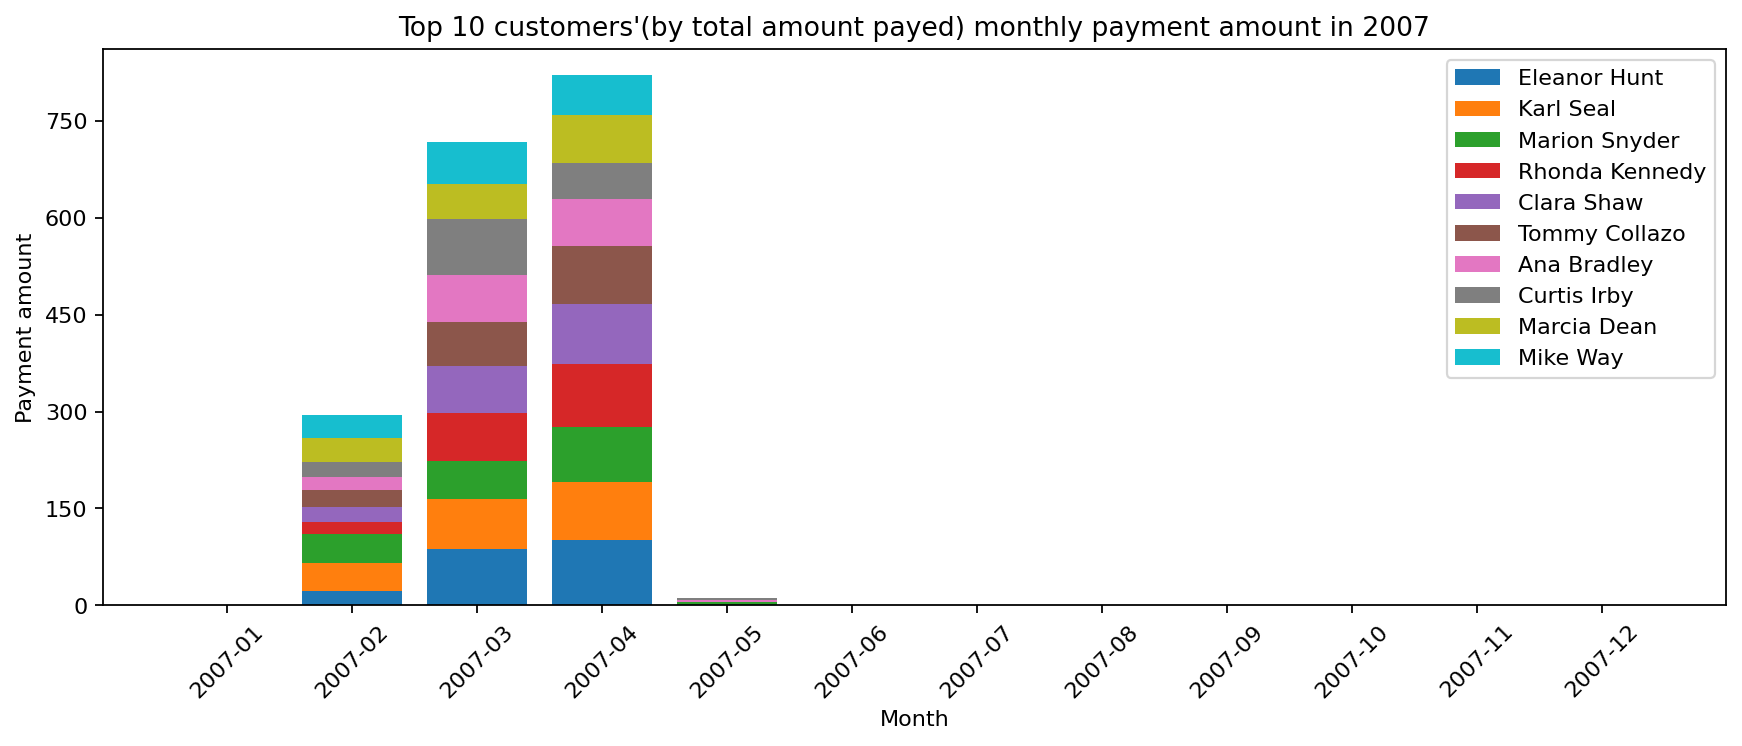 Top 10 customers'(by total amount payed) monthly payment amount in 2007
Payment amount
750
600
450
300
150
0
2007-01
2007-02
2007-03
2007-04
2007-05
2007-06
2007-07
2007-08
2007-09
2007-10
2007-11
2007-12
Month
Eleanor Hunt
Karl Seal
Marion Snyder
Rhonda Kennedy
Clara Shaw
Tommy Collazo
Ana Bradley
Curtis Irby
Marcia Dean
Mike Way